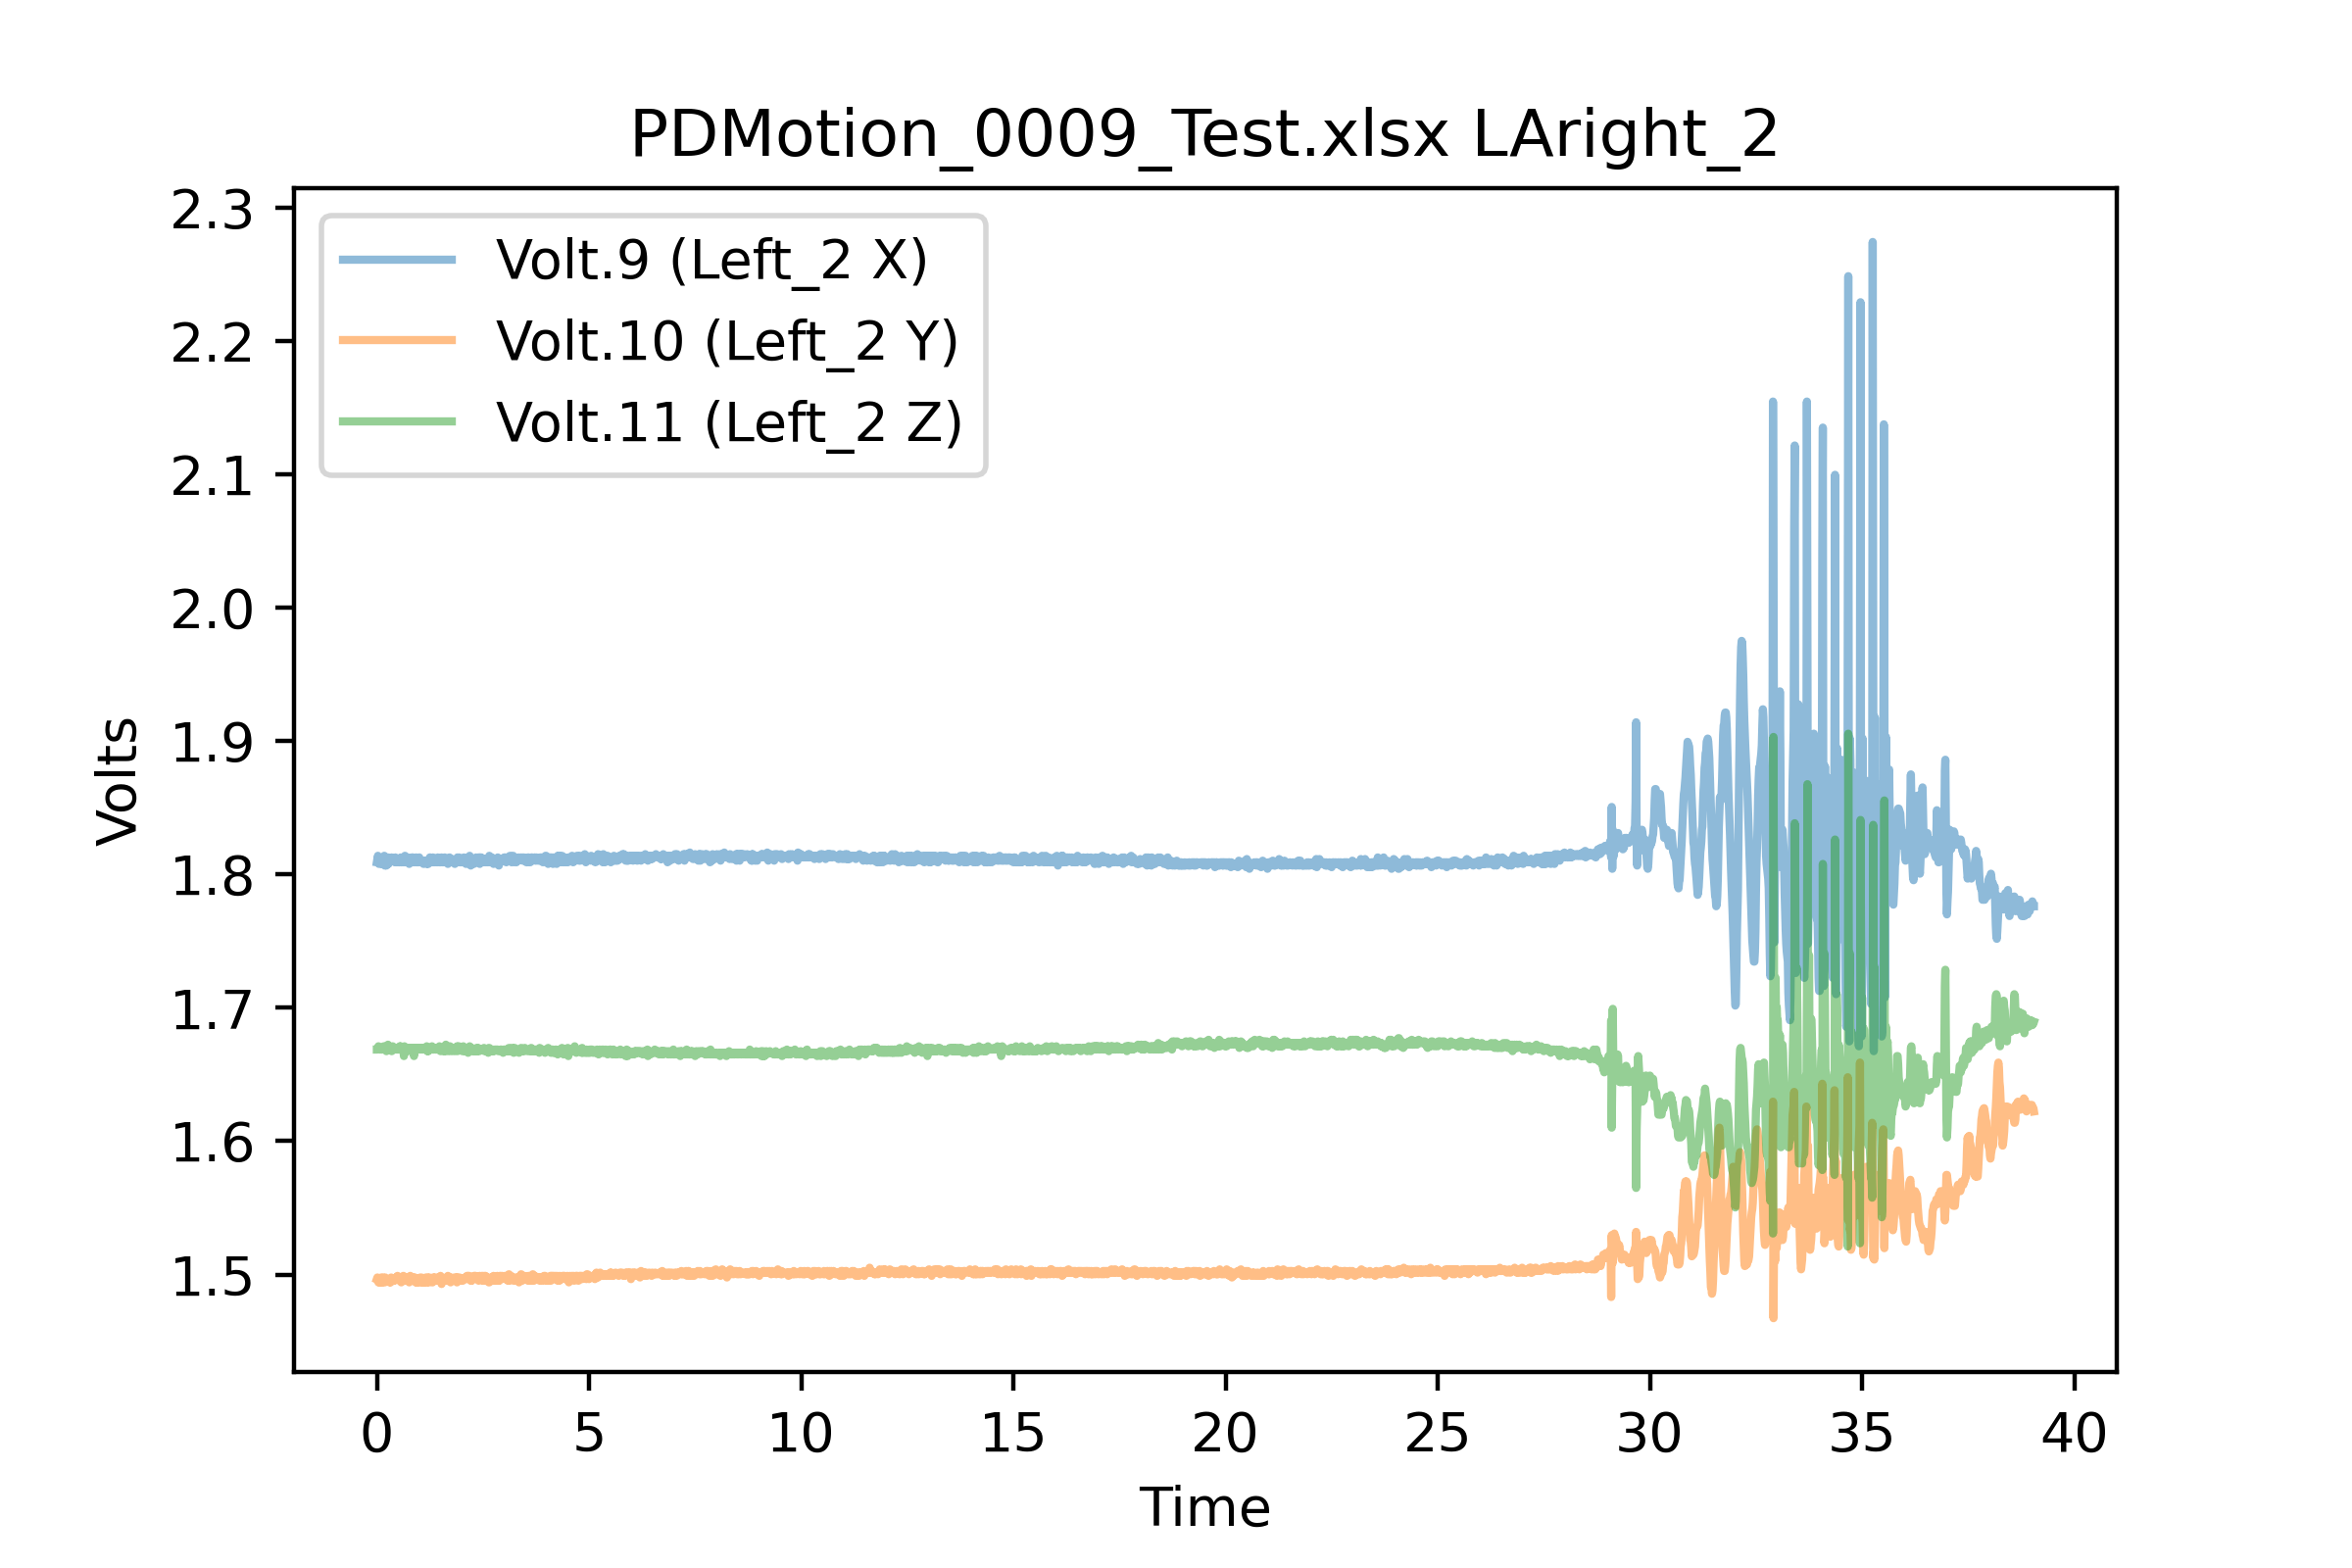 PDMotion_0009_Test.xlsx LAright_2
Volt.9 (Left_2 X)
Volt.10 (Left_2 Y)
Volt.11 (Left_2 Z)
Volts
2.3
2.2
2.1
2.0
1.9
1.8
1.7
1.6
1.5
0 5 10 15 20 25 30 35 40
Time